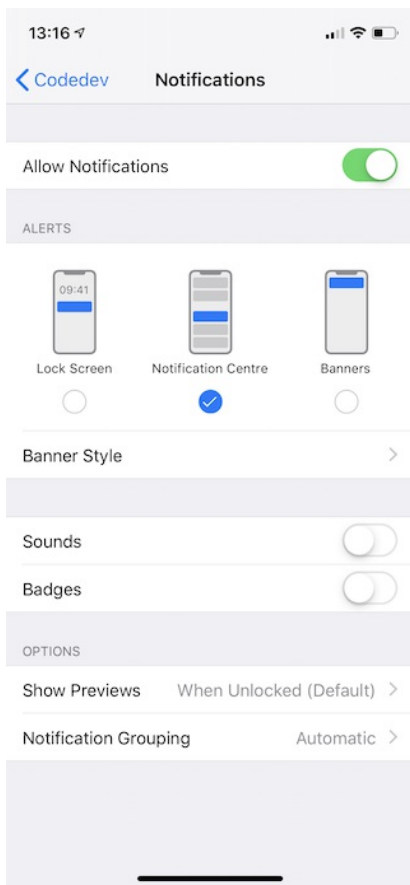 13:16
Codedev Notifications
Allow Notifications
ALERTS
09:41
Lock Screen Notification Centre Banners
Banner Style
Sounds
Badges
OPTIONS
Show Previews When Unlocked (Default)
Notification Grouping Automatic